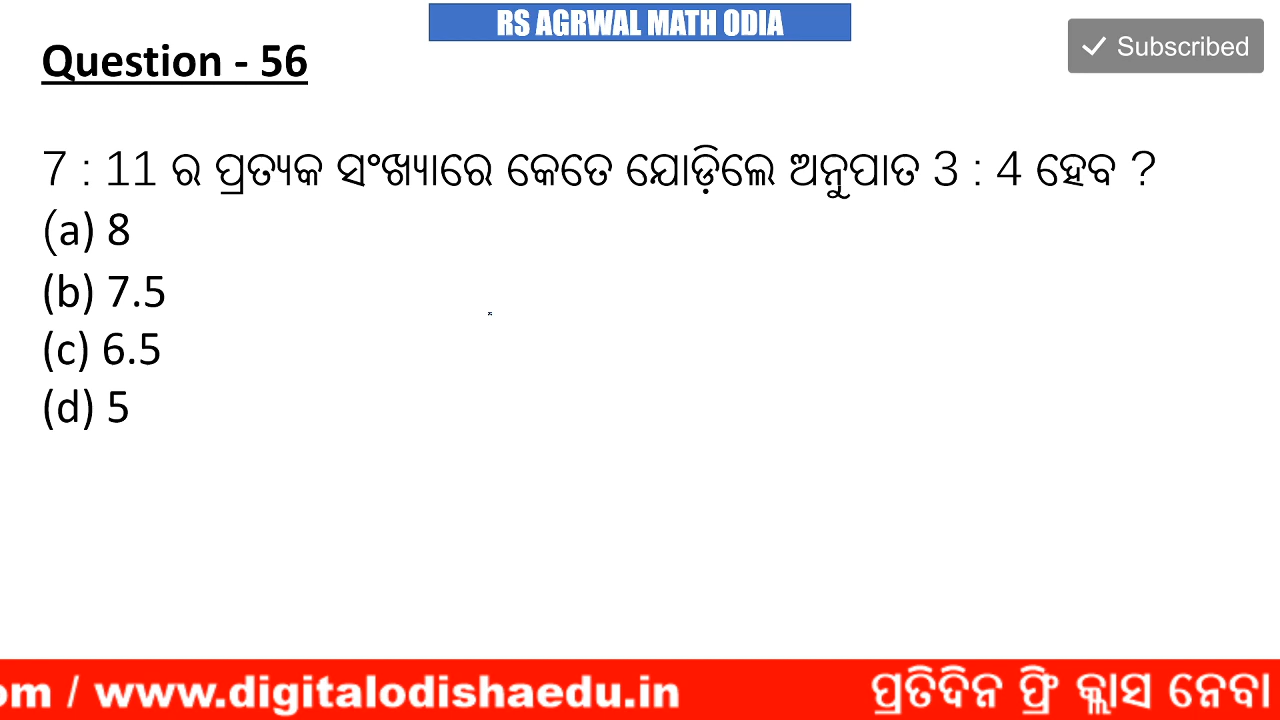 RS AGRWAL MATH ODIA
Subscribed
Question - 56
7 : 11 ର ପ୍ରତ୍ୟକ ସଂଖ୍ୟାରେ କେତେ ଯୋଡ଼ିଲେ ଅନୁପାତ 3 : 4 ହେବ ?
(a) 8
(b) 7.5
(c) 6.5
(d) 5
om / www.digitalodishaedu.in ପ୍ରତିଦିନ ଫ୍ରି କ୍ଲାସ ନେବା